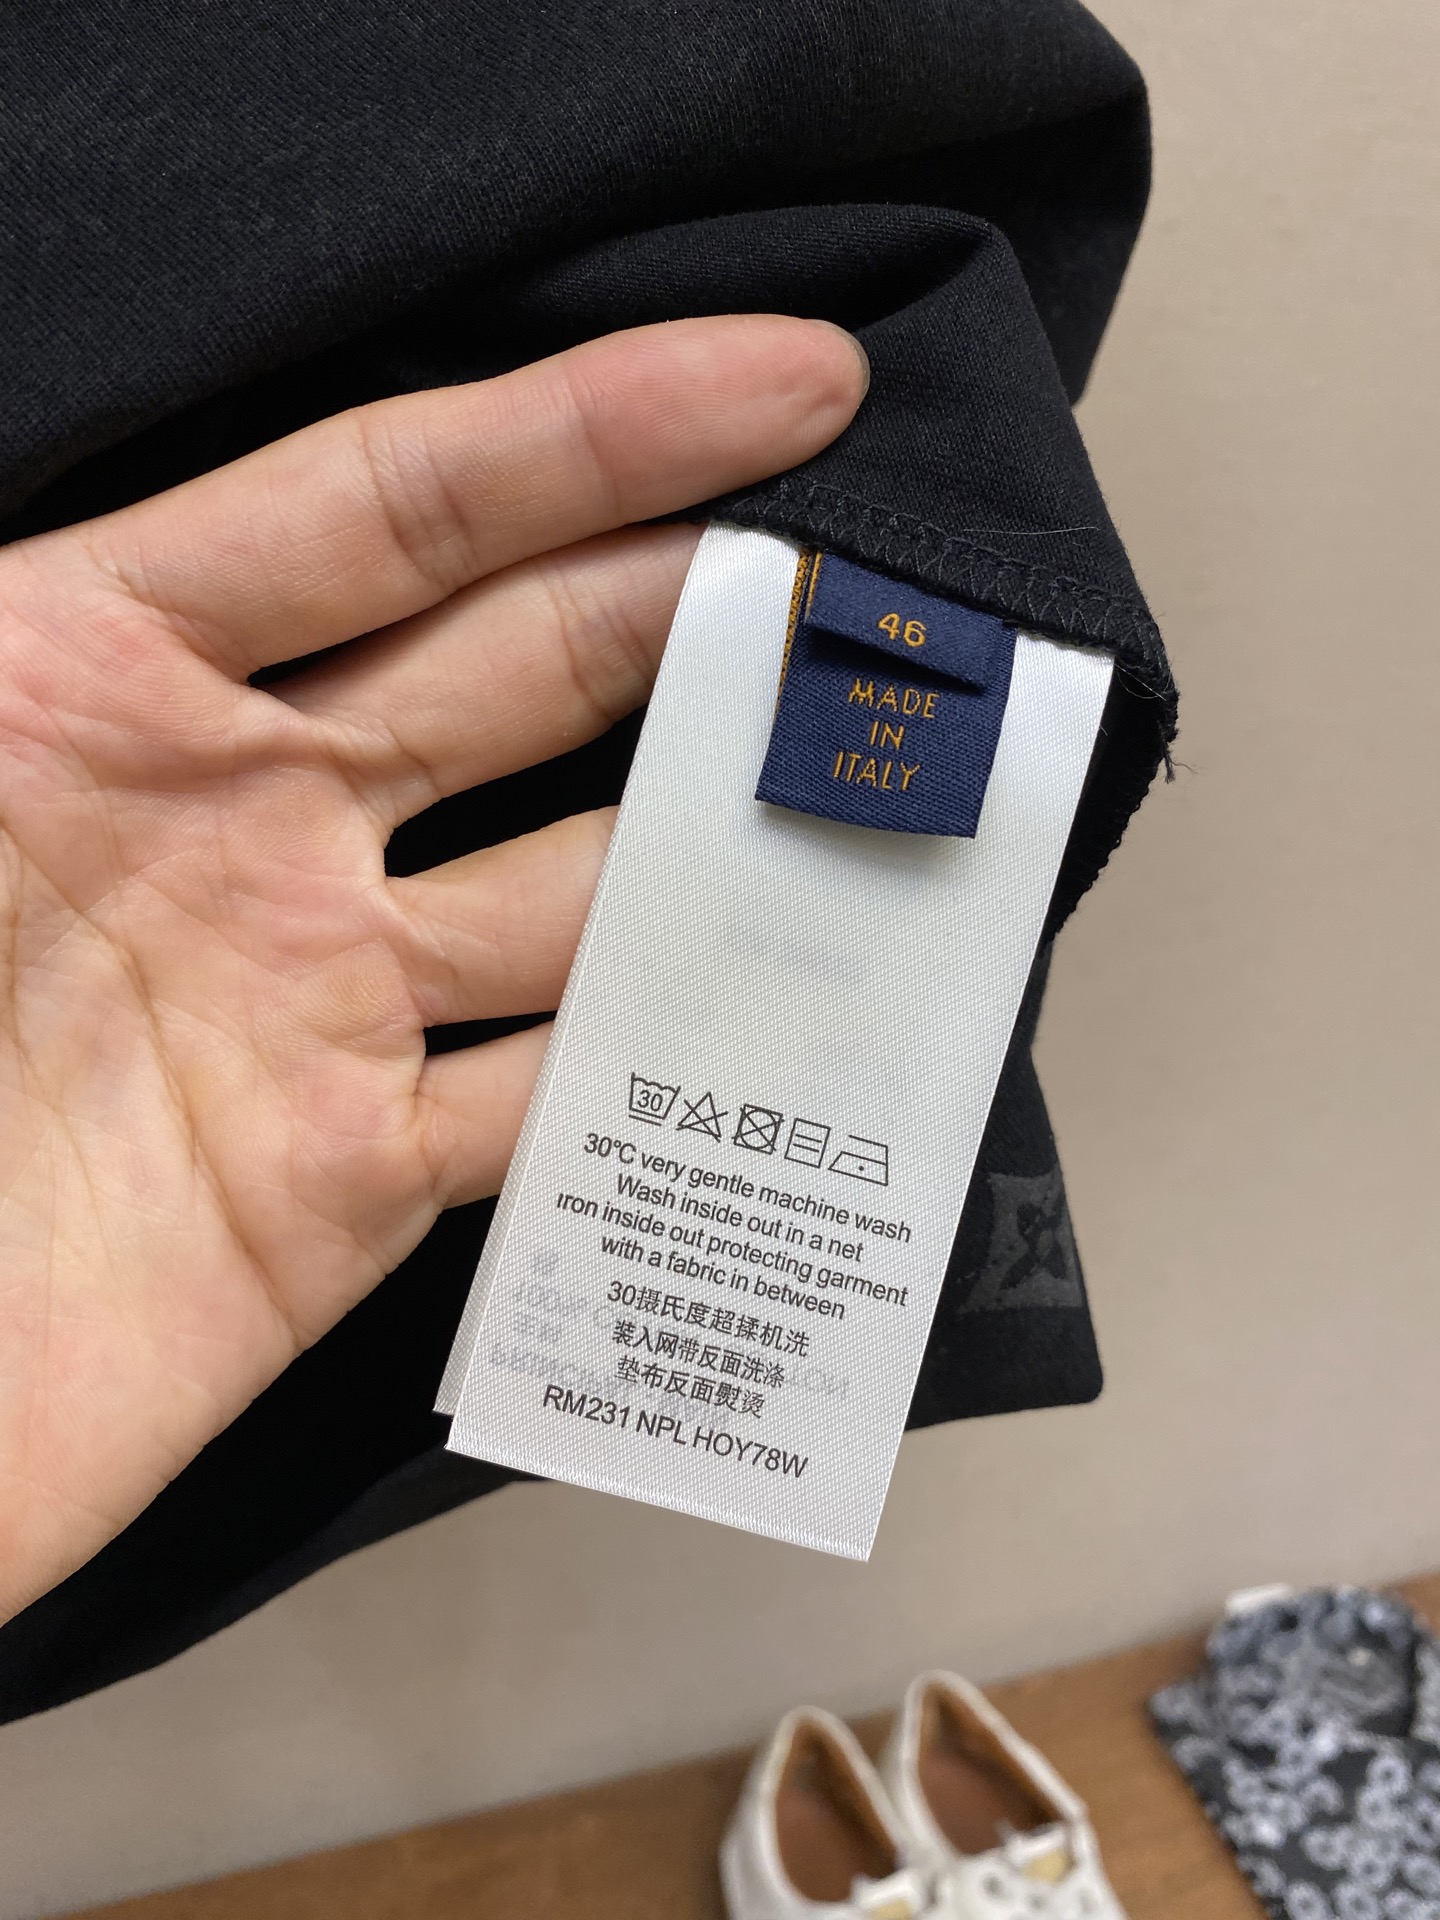 46
MADE
IN
ITALY
30
30°C very gentle machine wash
Wash inside out in a net
Iron inside out protecting garment
with a fabric in between
30摄氏度超揉机洗
装入网带反面洗涤
垫布反面熨烫
RM231 NPL HOY78W